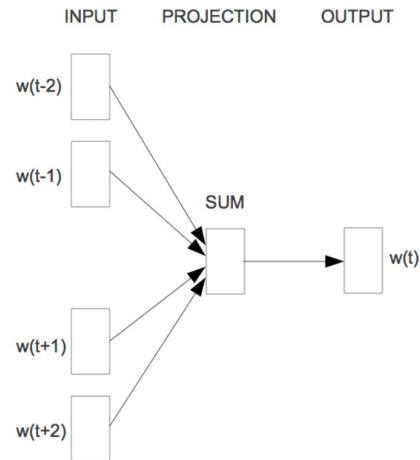 INPUT PROJECTION OUTPUT
w(t-2)
w(t-1)
SUM
w(t)
w(t+1)
w(t+2)